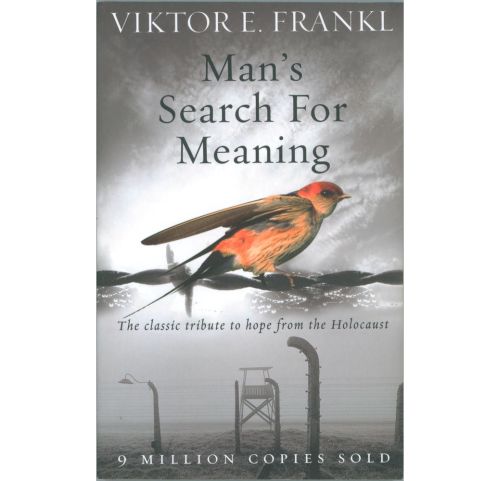 VIKTOR E. FRANKL
Man's
Search For
Meaning
The classic tribute to hope from the Holocaust
9 MILLION COPIES SOLD